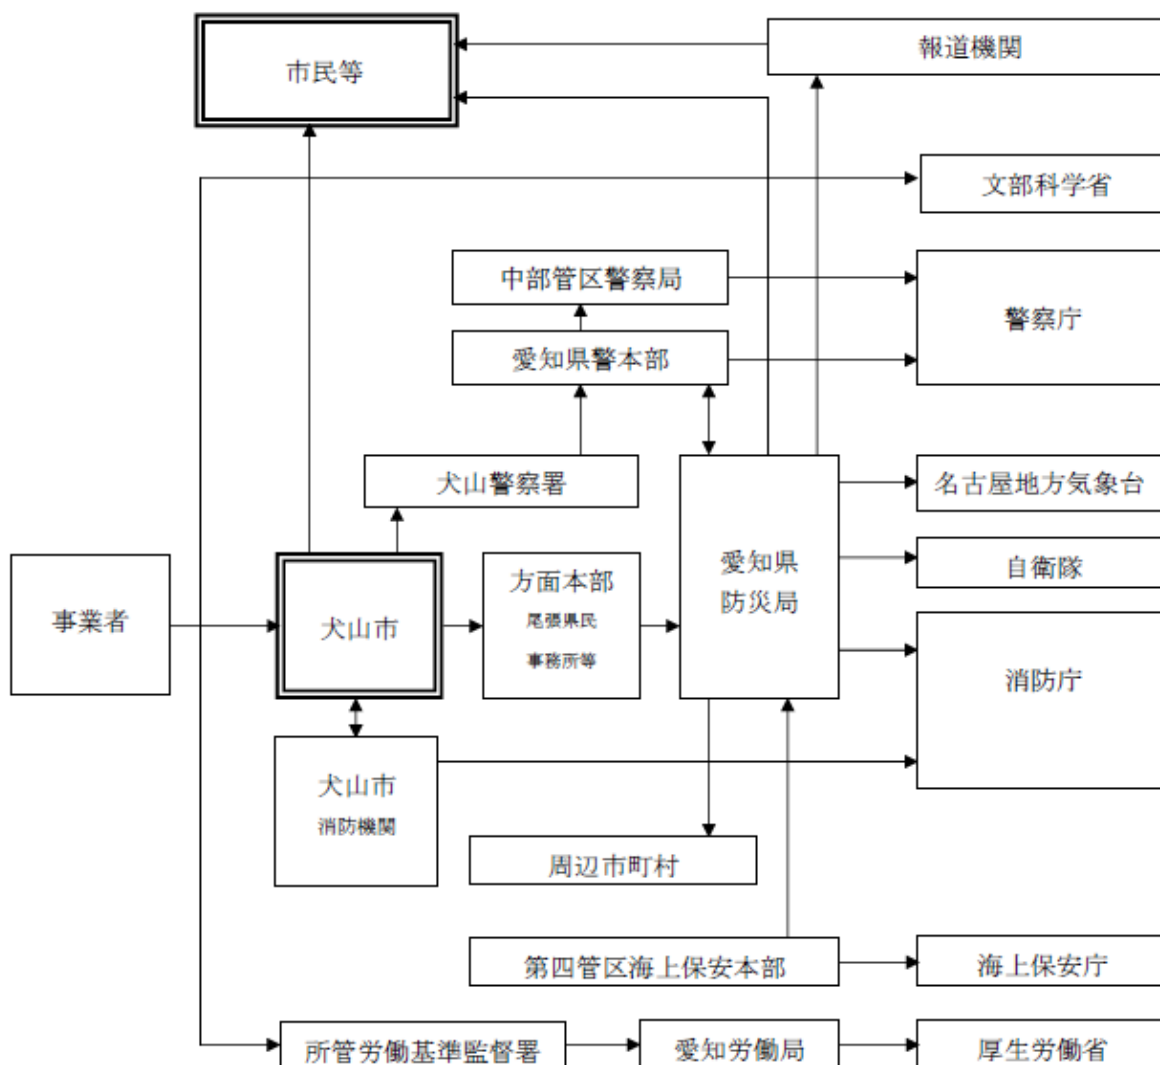 報道機関
市民等
文部科学省
中部管区警察局
警察庁
愛知県警本部
犬山警察署
名古屋地方気象台
愛知県
防災局
自衛隊
事業者
犬山市
方面本部
尾張県民
事務所等
消防庁
犬山市
消防機関
周辺市町村
第四管区海上保安本部
海上保安庁
所管労働基準監督署
愛知労働局
厚生労働省